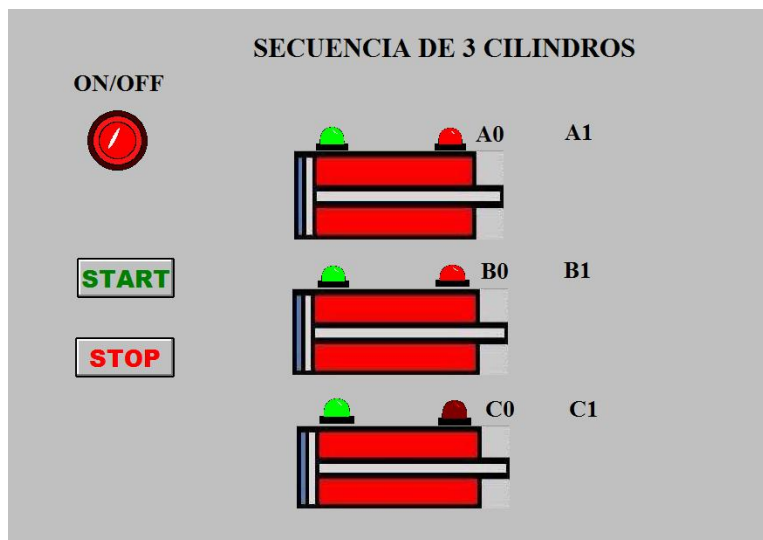 SECUENCIA DE 3 CILINDROS
ON/OFF
A0 A1
START
B0 B1
STOP
C0 C1